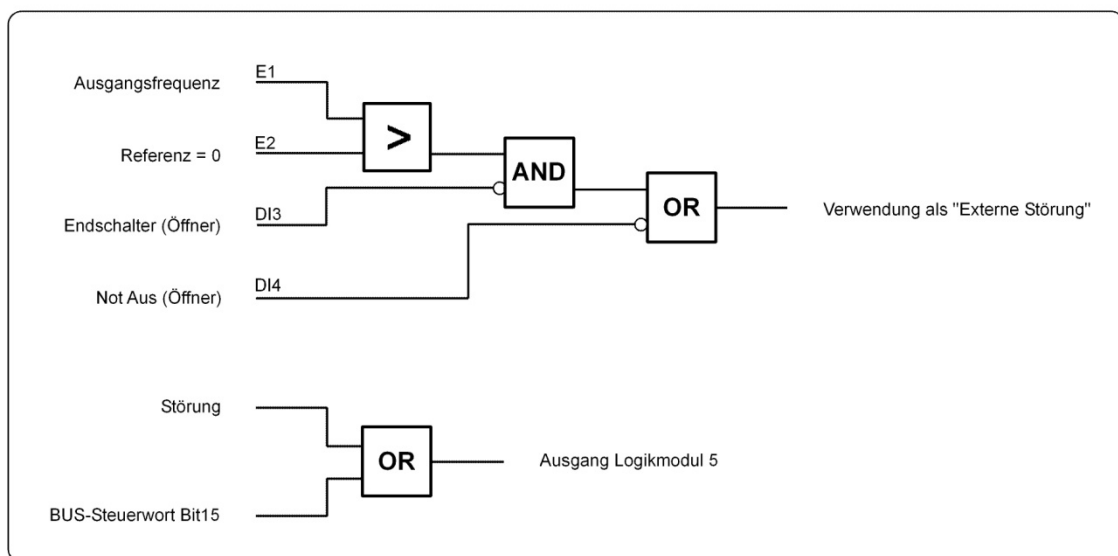 Ausgangsfrequenz
E1
Referenz = 0
E2
>
AND
Endschalter (Öffner)
DI3
OR
Verwendung als "Externe Störung"
Not Aus (Öffner)
DI4
Störung
OR
Ausgang Logikmodul 5
BUS-Steuerwort Bit15